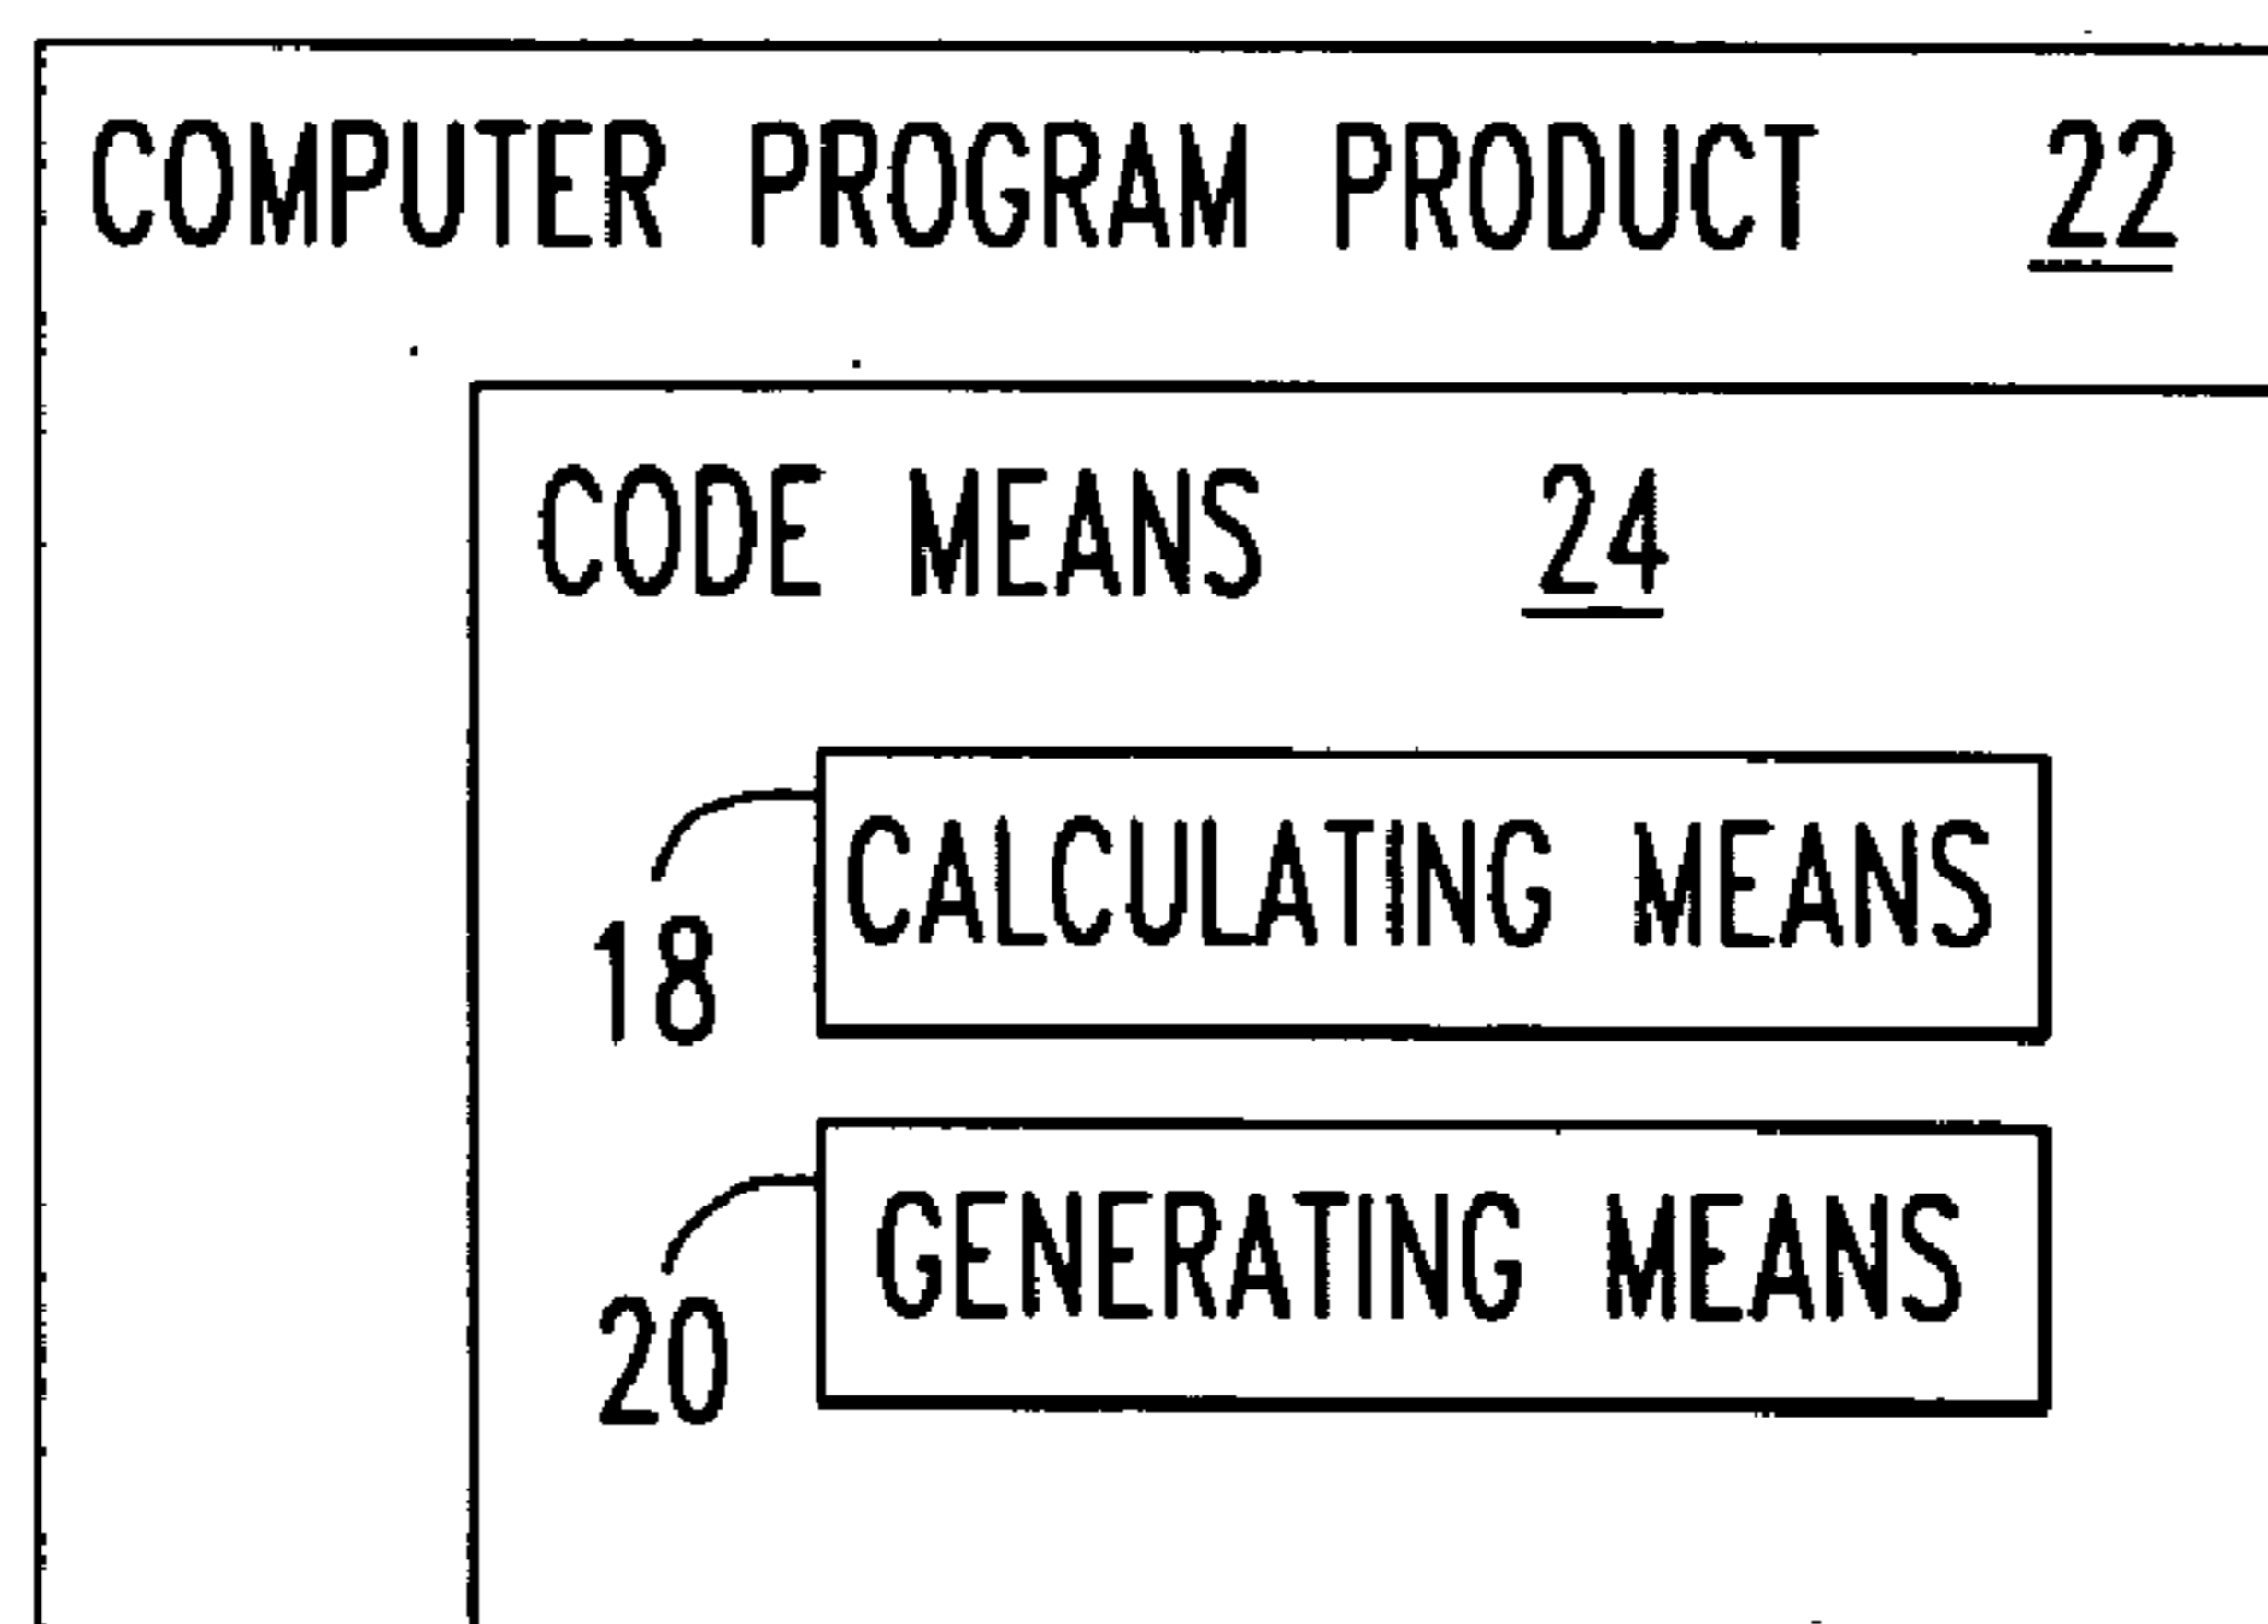 COMPUTER PROGRAM PRODUCT 22
CODE MEANS 24
CALCULATING MEANS
18
GENERATING MEANS
20